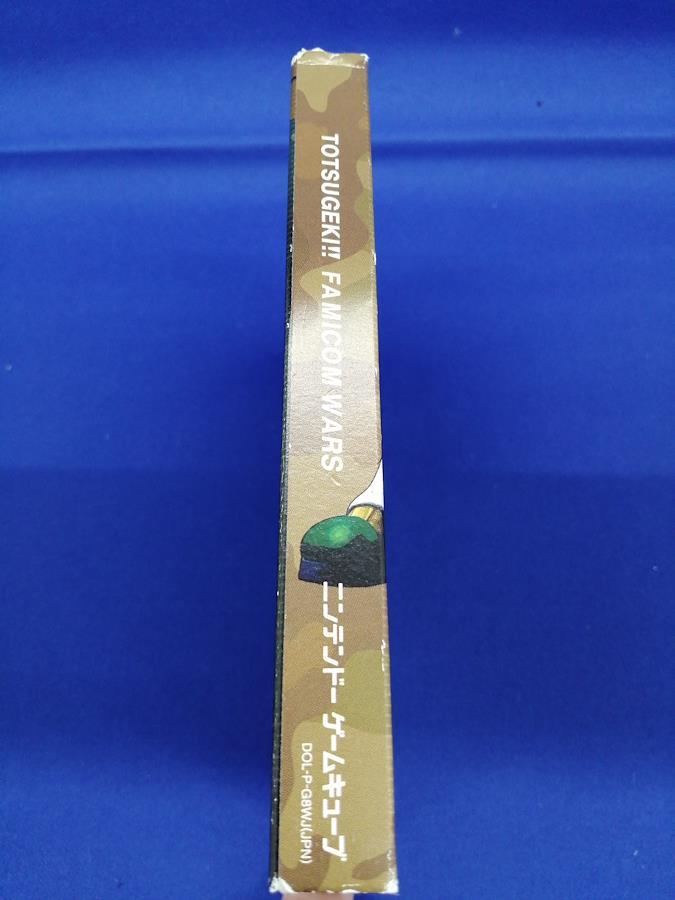 TOTSUGEKI!! FAMICOM WARS
ニンテンドー ゲームキューブ
DOL-P-G8WJ(JPN)